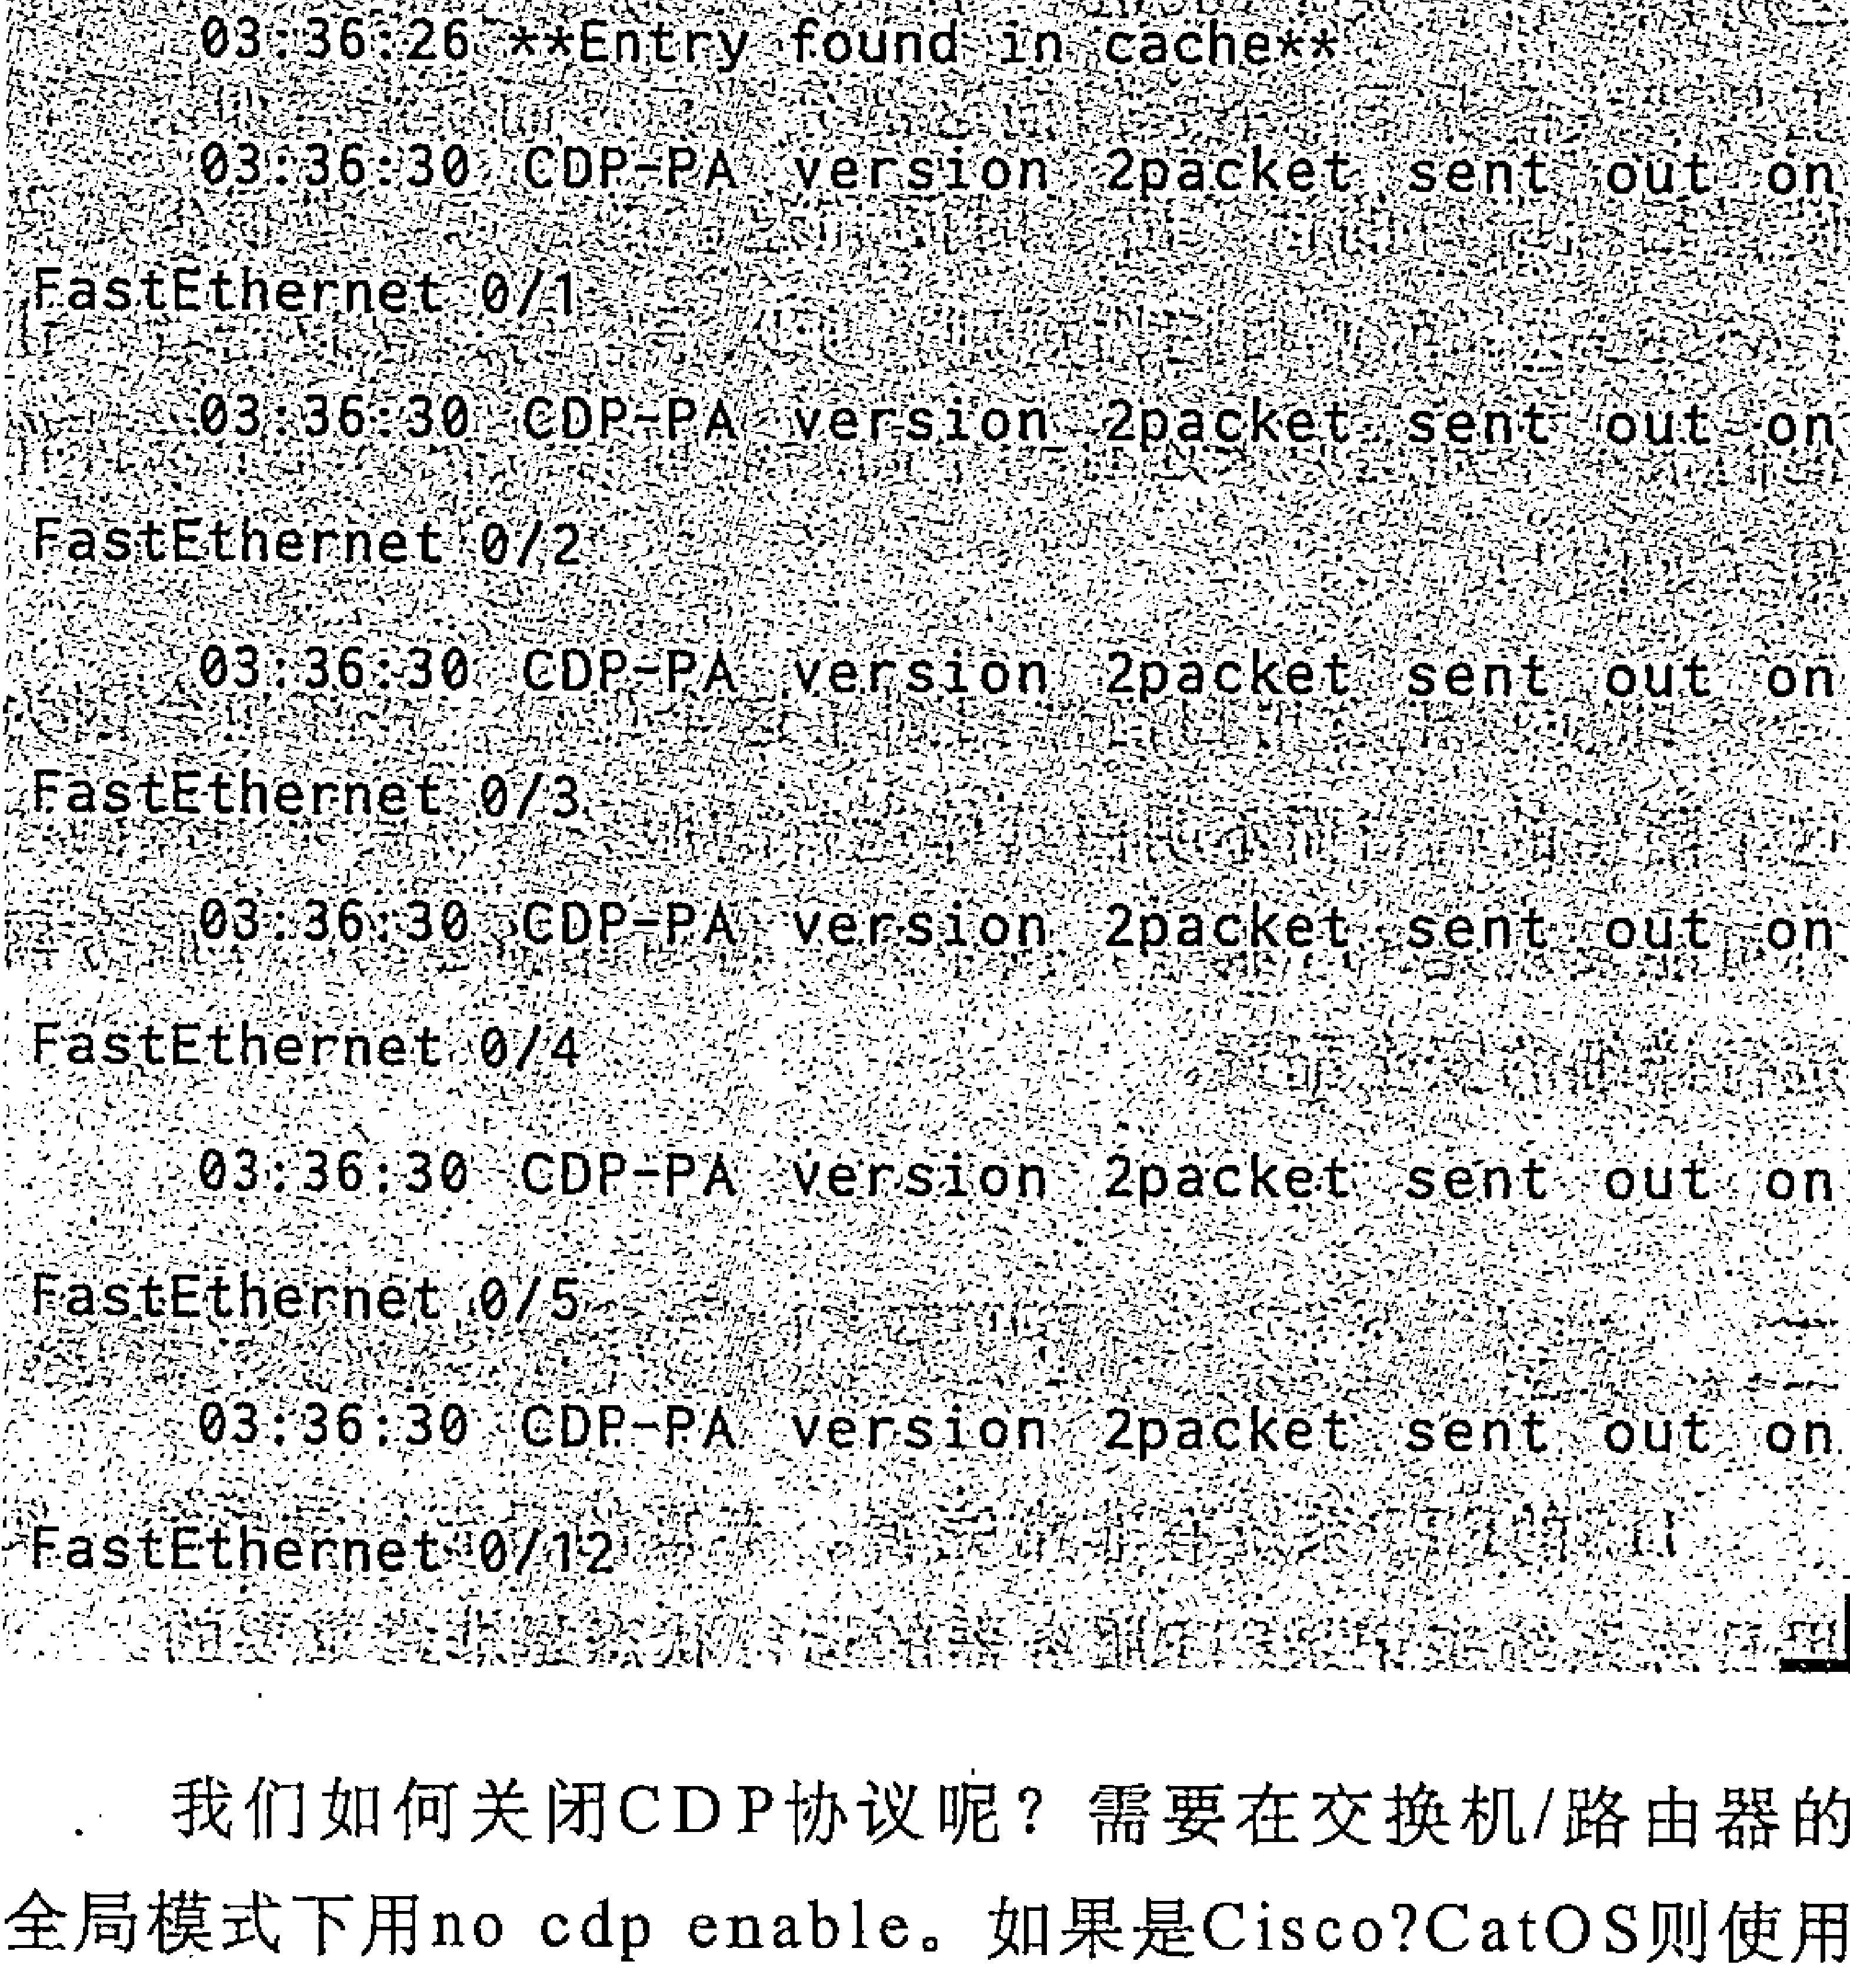 03:36:26 **Entry found in cache**
03:36:30 CDP-PA version 2packet sent out on
FastEthernet 0/1
03:36:30 CDP-PA version 2packet sent out on
FastEthernet 0/2
03:36:30 CDP-PA version 2packet sent out on
FastEthernet 0/3
03:36:30 CDP-PA version 2packet sent out on
FastEthernet 0/4
03:36:30 CDP-PA version 2packet sent out on
FastEthernet 0/5
03:36:30 CDP-PA version 2packet sent out on
FastEthernet 0/12
我们如何关闭CDP协议呢？需要在交换机/路由器的
全局模式下用no cdp enable。如果是Cisco?CatOS则使用